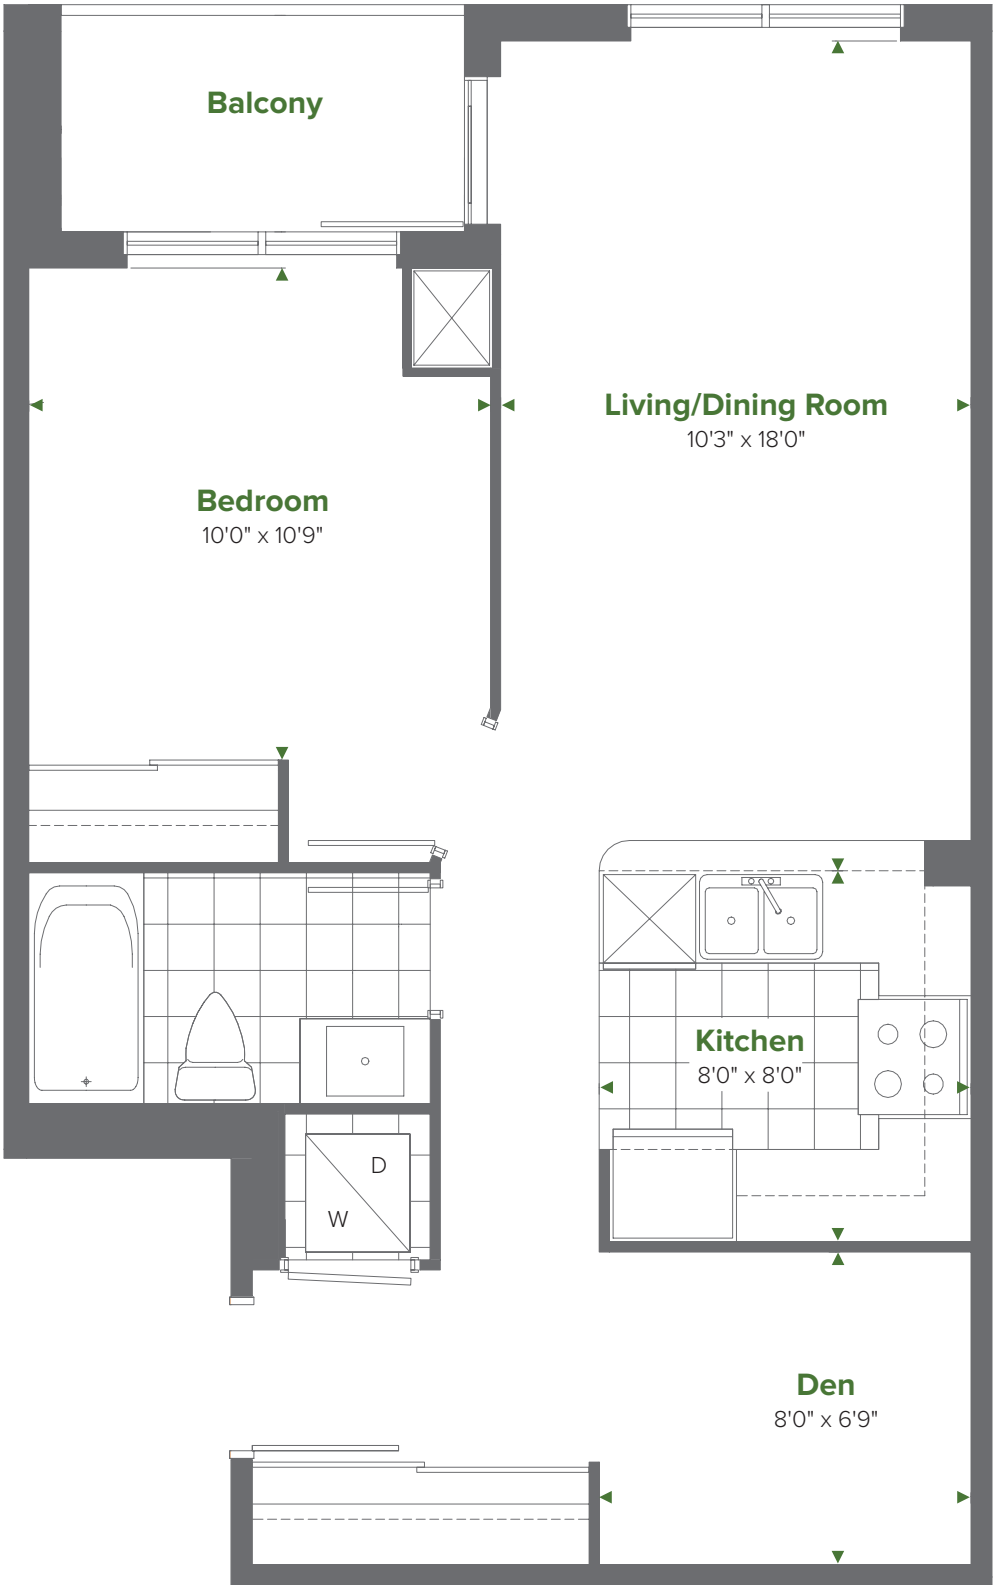 Balcony
Living/Dining Room
10'3" x 18'0"
Bedroom
10'0" x 10'9"
Kitchen
8'0" x 8'0"
D
W
Den
8'0" x 6'9"